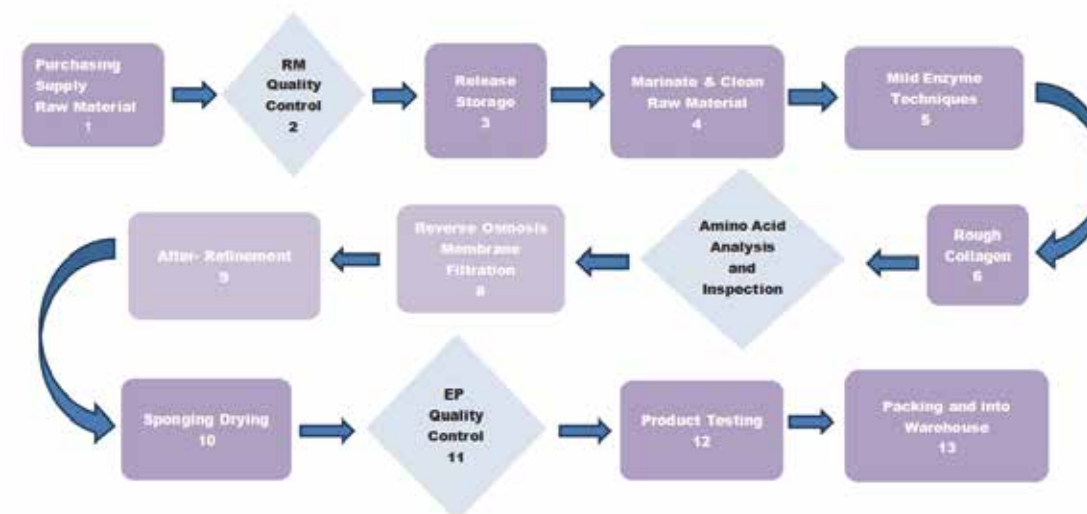 Purchasing
Supply
Raw Material
1
RM
Quality
Control
2
Release
Storage
3
Marinate & Clean
Raw Material
4
Mild Enzyme
Techniques
5
Rough
Collagen
6
Amino Acid
Analysis
and
Inspection
Reverse Osmosis
Membrane
Filtration
8
After- Refinement
9
Sponging Drying
10
EP
Quality
Control
11
Product Testing
12
Packing and into
Warehouse
13